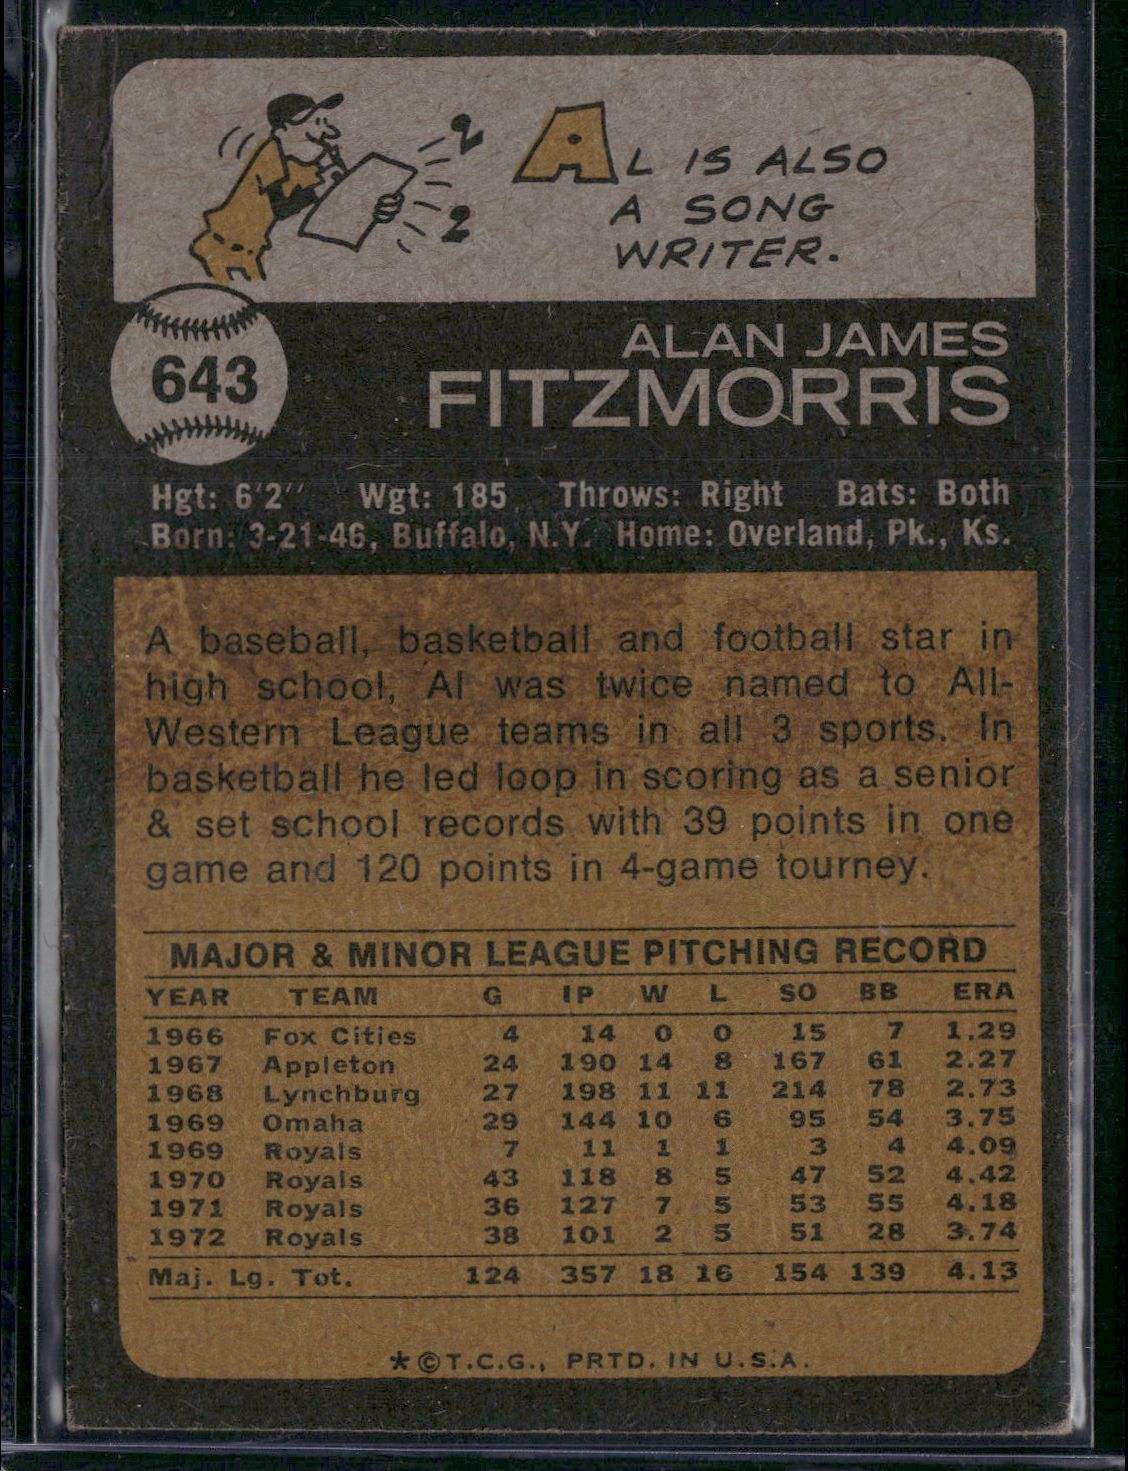 AL IS ALSO
A SONG
WRITER.
643
ALAN JAMES
FITZMORRIS
Hgt: 6'2" Wgt: 185 Throws: Right Bats: Both
Born: 3-21-46, Buffalo, N.Y. Home: Overland, Pk., Ks.
A baseball, basketball and football star in
high school, Al was twice named to All-
Western League teams in all 3 sports. In
basketball he led loop in scoring as a senior
& set school records with 39 points in one
game and 120 points in 4-game tourney.
MAJOR & MINOR LEAGUE PITCHING RECORD
YEAR TEAM G IP W L SO BB ERA
1966 Fox Cities 4 14 0 0 15 7 1.29
1967 Appleton 24 190 14 8 167 61 2.27
1968 Lynchburg 27 198 11 11 214 78 2.73
1969 Omaha 29 144 10 6 95 54 3.75
1969 Royals 7 11 1 1 3 4 4.09
1970 Royals 43 118 8 5 47 52 4.42
1971 Royals 36 127 7 5 53 55 4.18
1972 Royals 38 101 2 5 51 28 3.74
Maj. Lg. Tot. 124 357 18 16 154 139 4.13
*©T.C.G., PRTD. IN U.S.A.